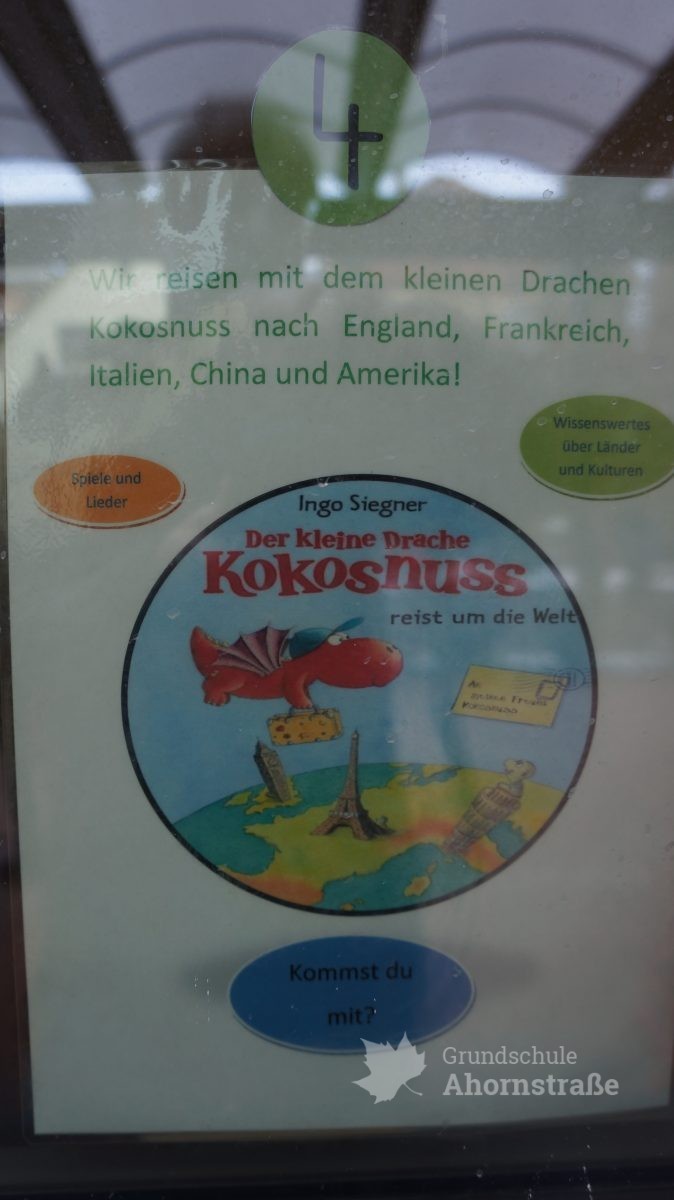 4
Wir reisen mit dem kleinen Drachen
Kokosnuss nach England, Frankreich,
Italien, China und Amerika!
Wissenswertes
über Länder
und Kulturen
Spiele und
Lieder
Ingo Siegner
Der kleine Drache
Kokosnuss
reist um die Welt
An
Kokosnuss
Kommst du
mit?
Grundschule
Ahornstraße